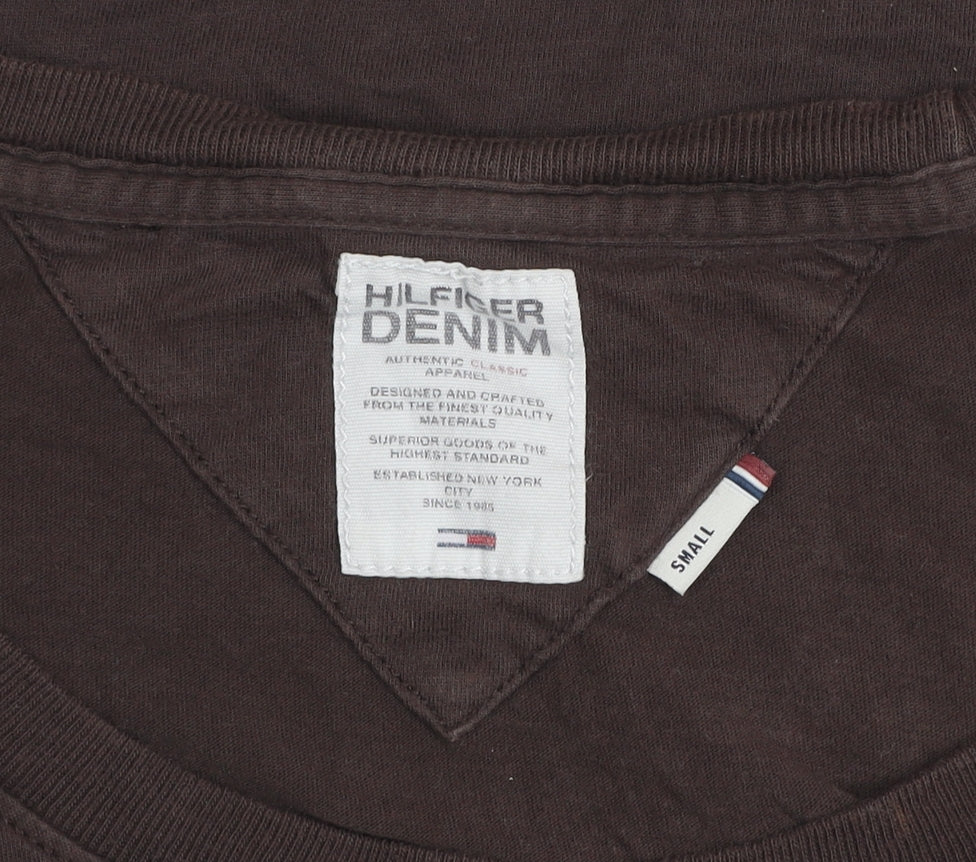 HILFIGER
DENIM
AUTHENTIC CLASSIC
APPAREL
DESIGNED AND CRAFTED
FROM THE FINEST QUALITY
MATERIALS
SUPERIOR GOODS OF THE
HIGHEST STANDARD
ESTABLISHED NEW YORK
CITY
SINCE 1985
SMALL